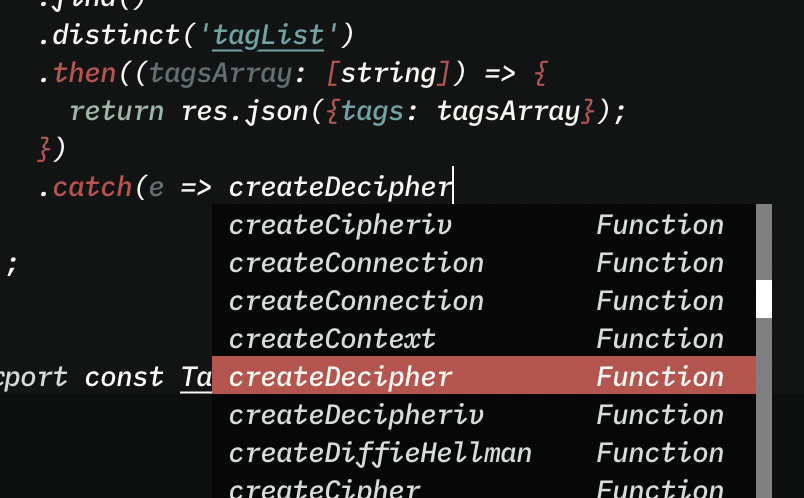 .find()
.distinct('tagList')
.then((tagsArray: [string]) => {
return res.json({tags: tagsArray});
})
.catch(e => createDecipher
createCipheriv Function
createConnection Function
; createConnection Function
createContext Function
port const Ta createDecipher Function
createDecipheriv Function
createDiffieHellman Function
createCipher Function